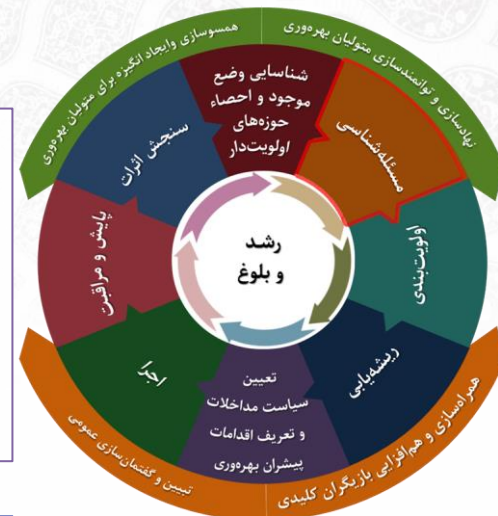 همسوسازی وایجاد انگیزه برای متولیان بهره‌وری
نهادسازی و توانمندسازی متولیان بهره‌وری
شناسایی وضع
موجود و احصاء
حوزه‌های
اولویت‌دار
مسئله‌شناسی
اولویت‌بندی
ریشه‌یابی
تعیین
سیاست مداخلات
و تعریف اقدامات
پیشران بهره‌وری
اجرا
پایش و مراقبت
سنجش اثرات
رشد
و بلوغ
همراه‌سازی و هم‌افزایی بازیگران کلیدی
تبیین و گفتمان‌سازی عمومی